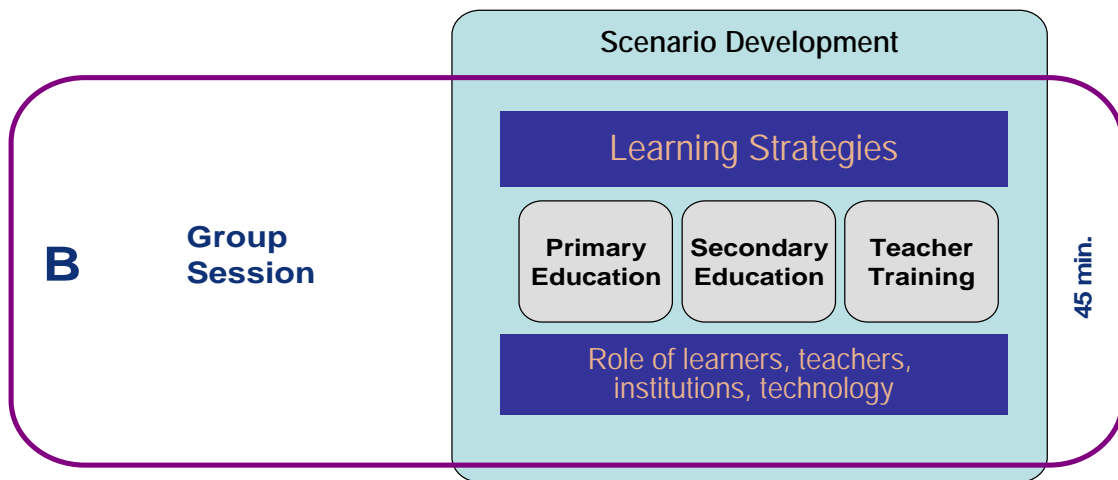 Scenario Development
Learning Strategies
B
Group
Session
Primary
Education
Secondary
Education
Teacher
Training
45 min.
Role of learners, teachers,
institutions, technology